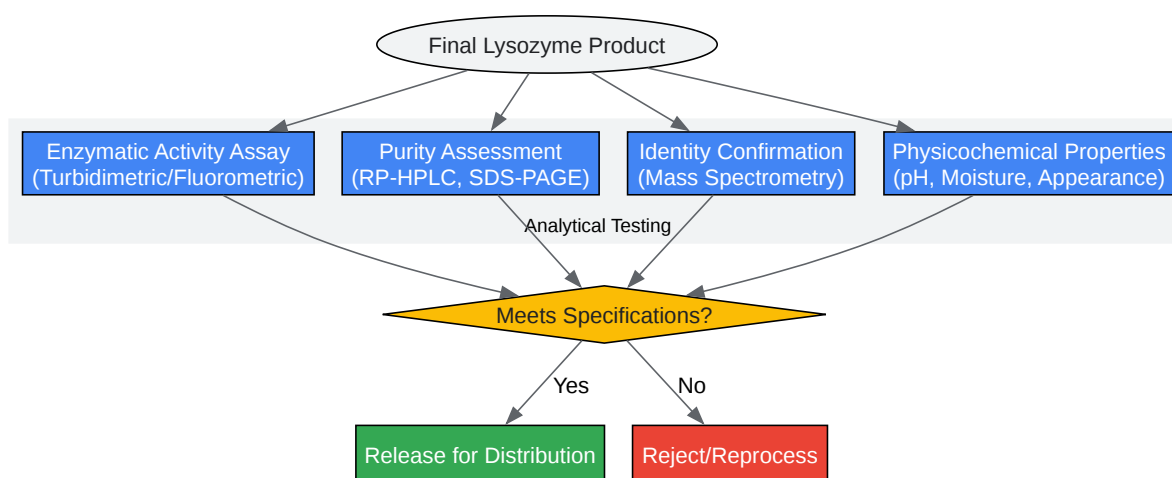 Final Lysozyme Product
Enzymatic Activity Assay
(Turbidimetric/Fluorometric)
Purity Assessment
(RP-HPLC, SDS-PAGE)
Identity Confirmation
(Mass Spectrometry)
Physicochemical Properties
(pH, Moisture, Appearance)
Analytical Testing
Meets Specifications?
Yes
No
Release for Distribution
Reject/Reprocess